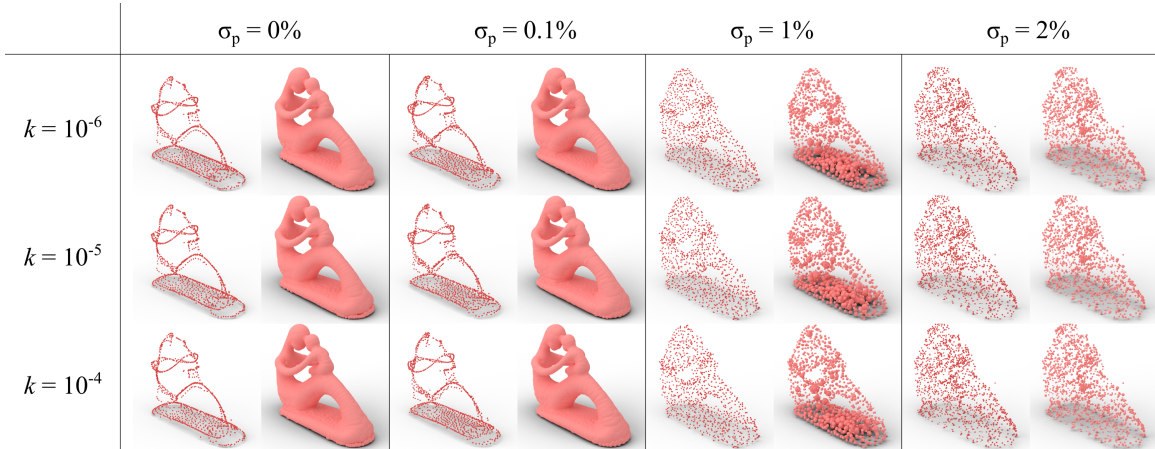 σp = 0% σp = 0.1% σp = 1% σp = 2%
k = 10-6
k = 10-5
k = 10-4